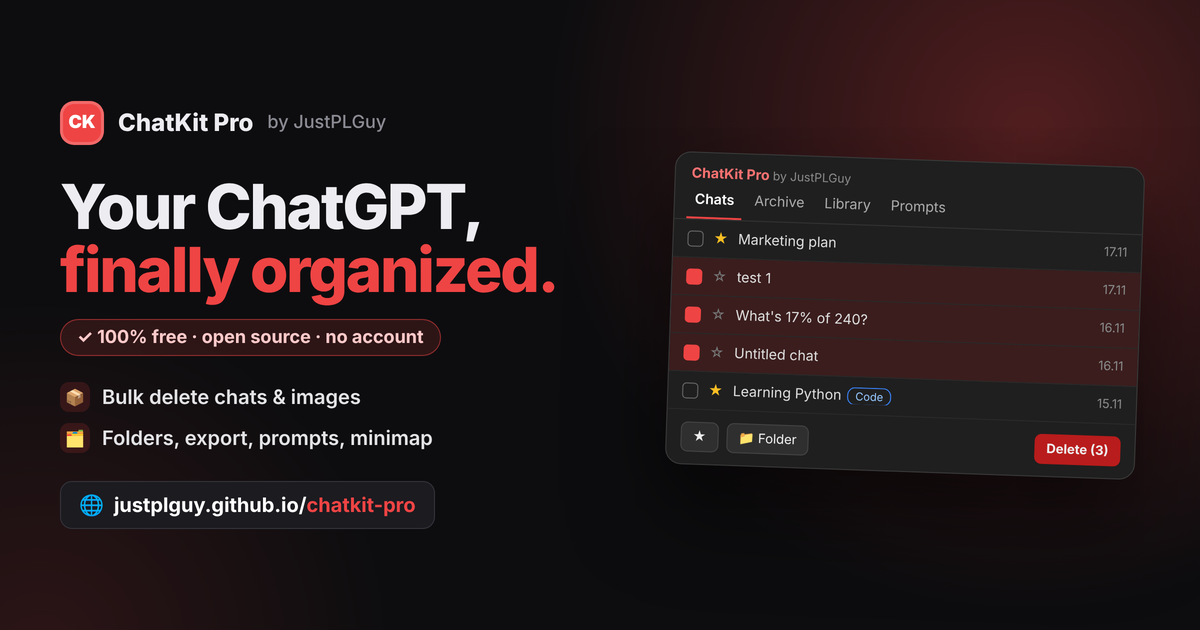 CK ChatKit Pro by JustPLGuy
Your ChatGPT,
finally organized.
✓ 100% free · open source · no account
Bulk delete chats & images
Folders, export, prompts, minimap
justplguy.github.io/chatkit-pro
ChatKit Pro by JustPLGuy
Chats Archive Library Prompts
Marketing plan 17.11
test 1 17.11
What's 17% of 240? 16.11
Untitled chat 16.11
Learning Python Code 15.11
Folder Delete (3)